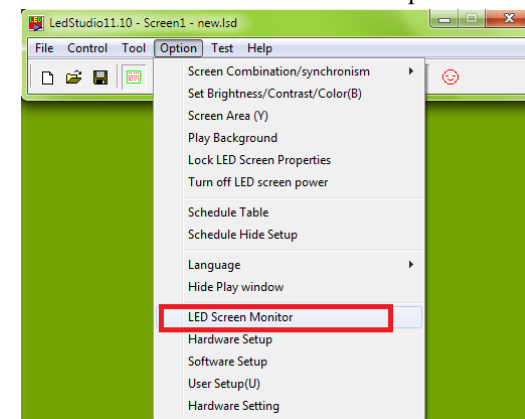 LedStudio11.10 - Screen1 - new.lsd
File Control Tool Option Test Help
Screen Combination/synchronism
Set Brightness/Contrast/Color(B)
Screen Area (Y)
Play Background
Lock LED Screen Properties
Turn off LED screen power
Schedule Table
Schedule Hide Setup
Language
Hide Play window
LED Screen Monitor
Hardware Setup
Software Setup
User Setup(U)
Hardware Setting